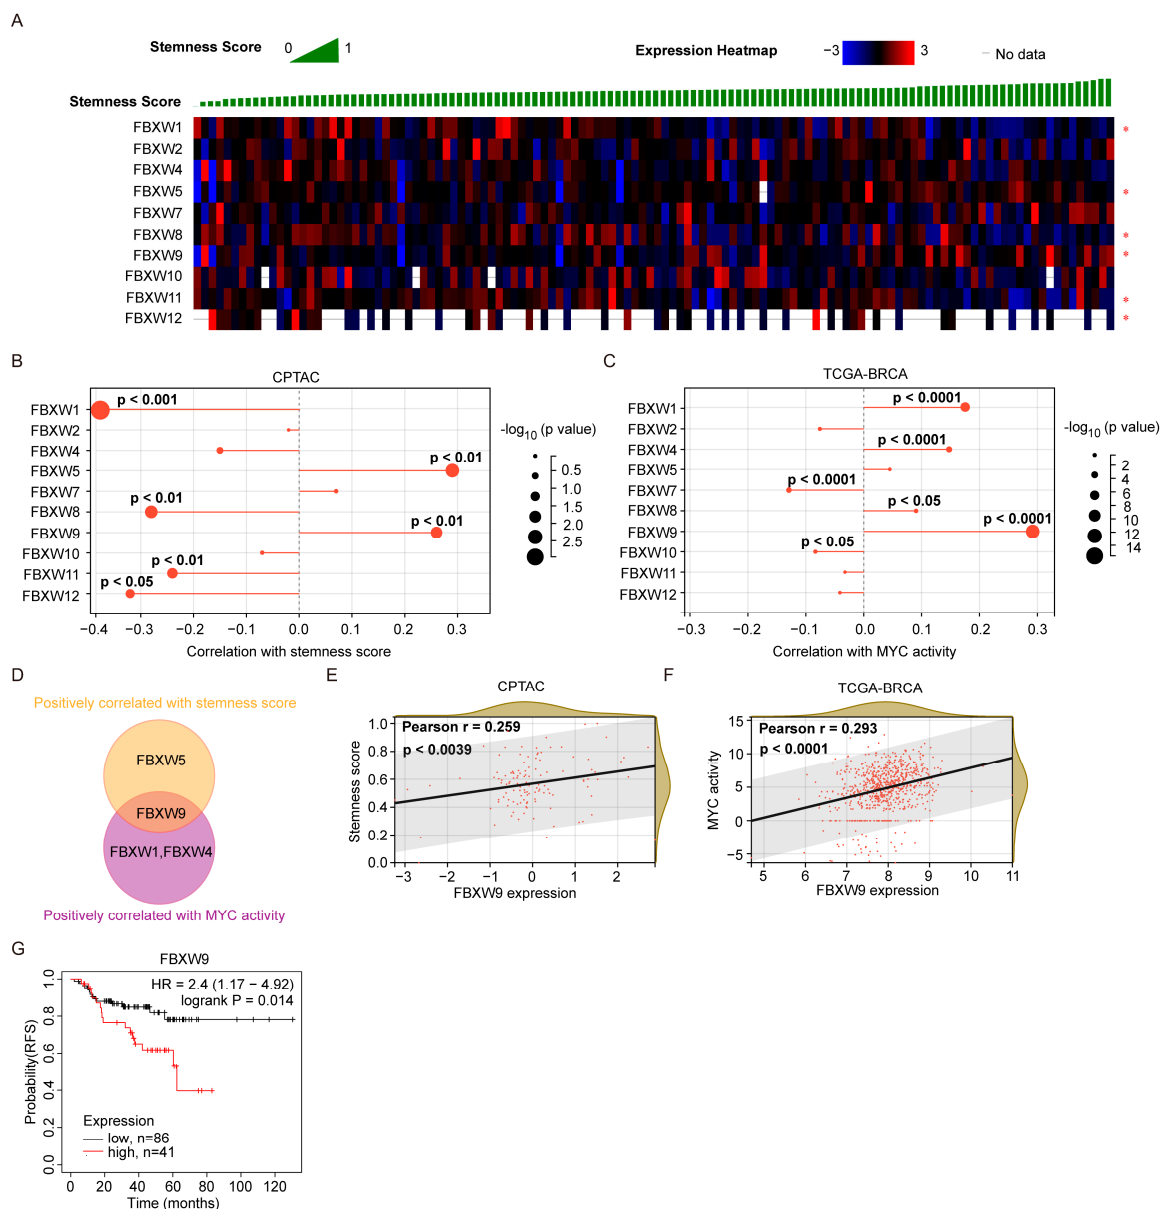 A
Stemness Score 0 1
Expression Heatmap −3 3 No data
Stemness Score
FBXW1 *
FBXW2
FBXW4
FBXW5 *
FBXW7
FBXW8 *
FBXW9 *
FBXW10
FBXW11 *
FBXW12 *
B
CPTAC
FBXW1
FBXW2
FBXW4
FBXW5
FBXW7
FBXW8
FBXW9
FBXW10
FBXW11
FBXW12
p < 0.001
p < 0.01
p < 0.01
p < 0.01
p < 0.01
p < 0.05
−0.4 −0.3 −0.2 −0.1 0.0 0.1 0.2 0.3
Correlation with stemness score
-log10 (p value)
0.5
1.0
1.5
2.0
2.5
C
TCGA-BRCA
FBXW1
FBXW2
FBXW4
FBXW5
FBXW7
FBXW8
FBXW9
FBXW10
FBXW11
FBXW12
p < 0.0001
p < 0.0001
p < 0.0001
p < 0.05
p < 0.0001
p < 0.05
−0.3 −0.2 −0.1 0.0 0.1 0.2 0.3
Correlation with MYC activity
-log10 (p value)
2
4
6
8
10
12
14
D
Positively correlated with stemness score
FBXW5
FBXW9
FBXW1,FBXW4
Positively correlated with MYC activity
E
CPTAC
Pearson r = 0.259
p < 0.0039
Stemness score
1.0
0.8
0.6
0.4
0.2
0.0
−3 −2 −1 0 1 2
FBXW9 expression
F
TCGA-BRCA
Pearson r = 0.293
p < 0.0001
MYC activity
15
10
5
0
−5
5 6 7 8 9 10 11
FBXW9 expression
G
FBXW9
HR = 2.4 (1.17 − 4.92)
logrank P = 0.014
Probability(RFS)
1.0
0.8
0.6
0.4
0.2
0.0
Expression
low, n=86
high, n=41
0 20 40 60 80 100 120
Time (months)